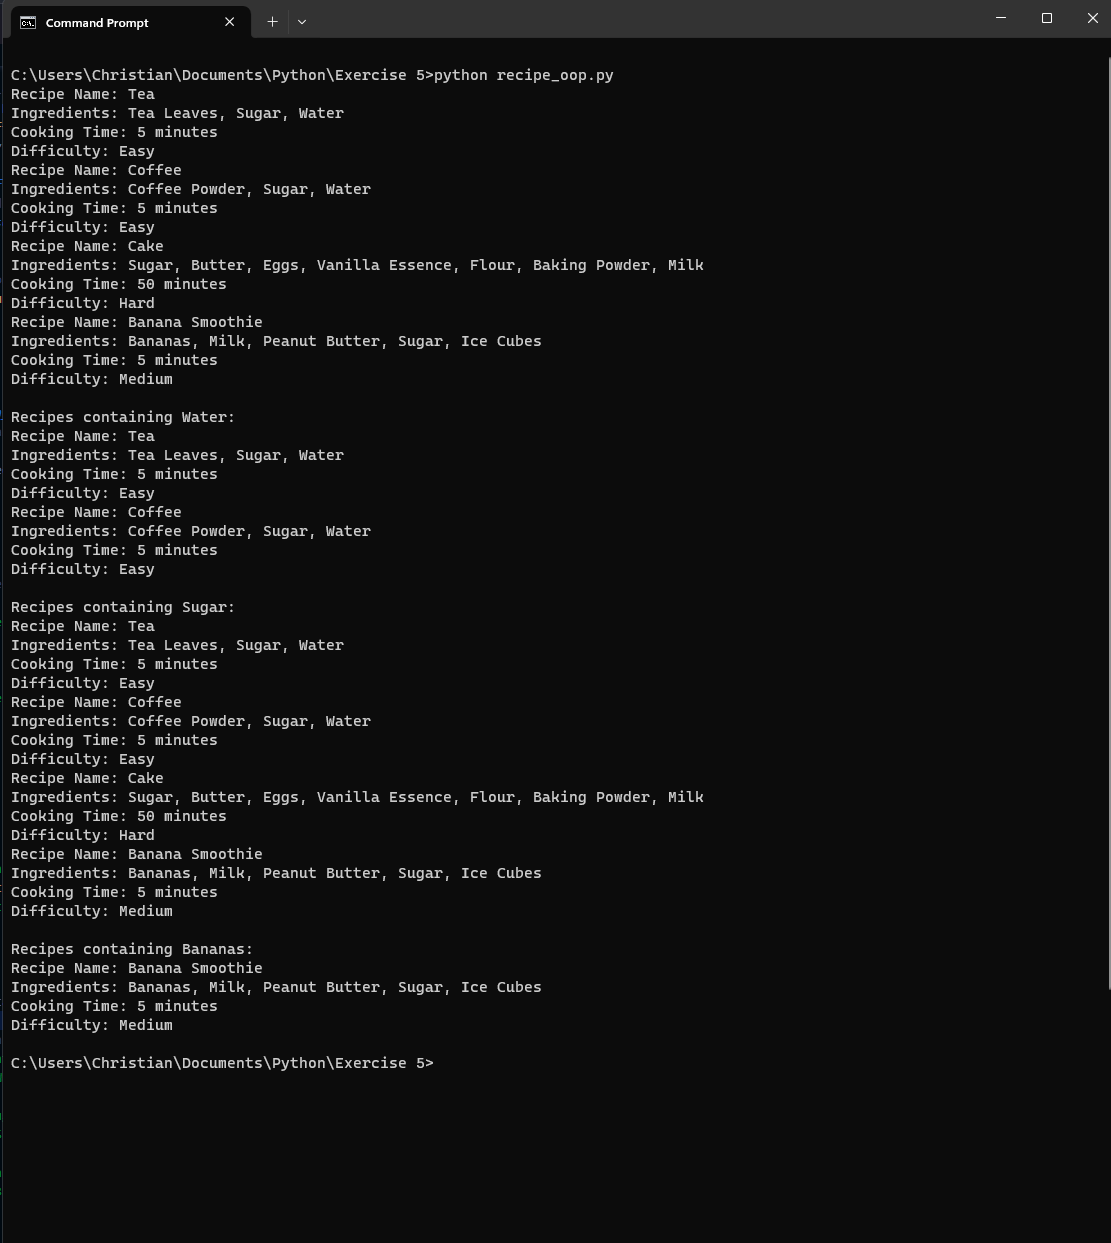 Command Prompt
C:\Users\Christian\Documents\Python\Exercise 5>python recipe_oop.py
Recipe Name: Tea
Ingredients: Tea Leaves, Sugar, Water
Cooking Time: 5 minutes
Difficulty: Easy
Recipe Name: Coffee
Ingredients: Coffee Powder, Sugar, Water
Cooking Time: 5 minutes
Difficulty: Easy
Recipe Name: Cake
Ingredients: Sugar, Butter, Eggs, Vanilla Essence, Flour, Baking Powder, Milk
Cooking Time: 50 minutes
Difficulty: Hard
Recipe Name: Banana Smoothie
Ingredients: Bananas, Milk, Peanut Butter, Sugar, Ice Cubes
Cooking Time: 5 minutes
Difficulty: Medium
Recipes containing Water:
Recipe Name: Tea
Ingredients: Tea Leaves, Sugar, Water
Cooking Time: 5 minutes
Difficulty: Easy
Recipe Name: Coffee
Ingredients: Coffee Powder, Sugar, Water
Cooking Time: 5 minutes
Difficulty: Easy
Recipes containing Sugar:
Recipe Name: Tea
Ingredients: Tea Leaves, Sugar, Water
Cooking Time: 5 minutes
Difficulty: Easy
Recipe Name: Coffee
Ingredients: Coffee Powder, Sugar, Water
Cooking Time: 5 minutes
Difficulty: Easy
Recipe Name: Cake
Ingredients: Sugar, Butter, Eggs, Vanilla Essence, Flour, Baking Powder, Milk
Cooking Time: 50 minutes
Difficulty: Hard
Recipe Name: Banana Smoothie
Ingredients: Bananas, Milk, Peanut Butter, Sugar, Ice Cubes
Cooking Time: 5 minutes
Difficulty: Medium
Recipes containing Bananas:
Recipe Name: Banana Smoothie
Ingredients: Bananas, Milk, Peanut Butter, Sugar, Ice Cubes
Cooking Time: 5 minutes
Difficulty: Medium
C:\Users\Christian\Documents\Python\Exercise 5>